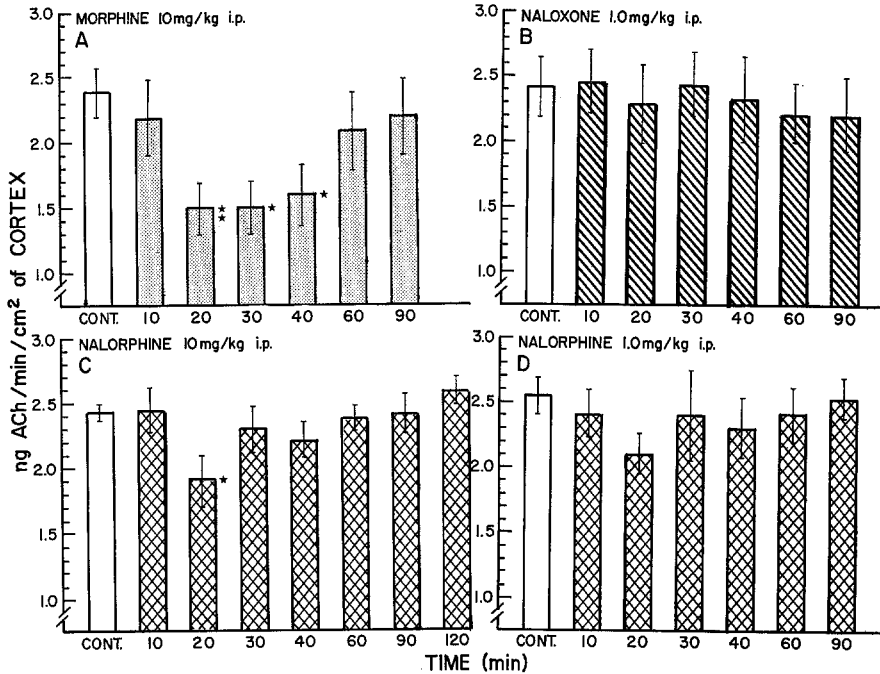 MORPHINE 10mg/kg i.p.
A
3.0
2.5
2.0
1.5
1.0
CONT. 10 20 30 40 60 90
NALOXONE 1.0mg/kg i.p.
B
3.0
2.5
2.0
1.5
1.0
CONT. 10 20 30 40 60 90
ng ACh/min/cm² of CORTEX
NALORPHINE 10mg/kg i.p.
C
3.0
2.5
2.0
1.5
1.0
CONT. 10 20 30 40 60 90 120
NALORPHINE 1.0mg/kg i.p.
D
3.0
2.5
2.0
1.5
1.0
CONT. 10 20 30 40 60 90
TIME (min)